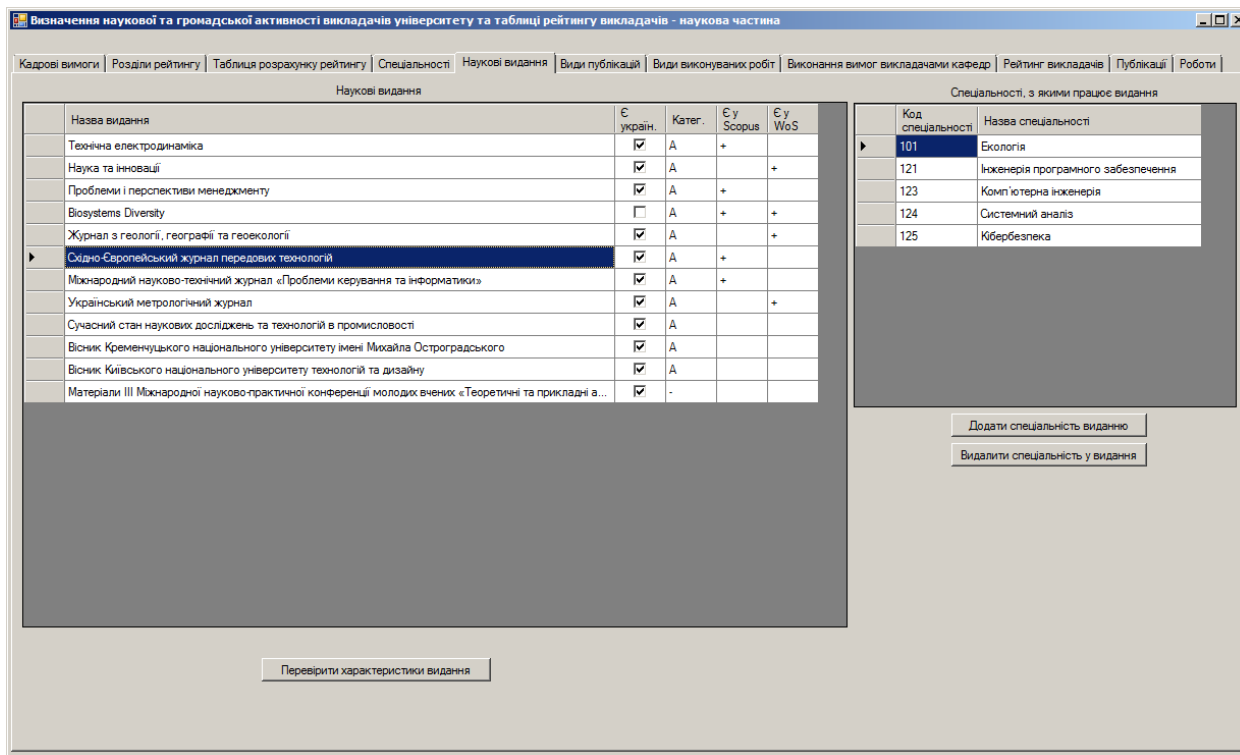 Визначення наукової та громадської активності викладачів університету та таблиці рейтингу викладачів - наукова частина
Кадрові вимоги Розділи рейтингу Таблиця розрахунку рейтингу Спеціальності Наукові видання Види публікацій Види виконуваних робіт Виконання вимог викладачами кафедр Рейтинг викладачів Публікації Роботи
Наукові видання
Назва видання Є україн. Катег. Є у Scopus Є у WoS
Технічна електродинаміка А +
Наука та інновації А +
Проблеми і перспективи менеджменту А +
Biosystems Diversity А + +
Журнал з геології, географії та геоекології А +
Східно-Європейський журнал передових технологій А +
Міжнародний науково-технічний журнал «Проблеми керування та інформатики» А +
Український метрологічний журнал А +
Сучасний стан наукових досліджень та технологій в промисловості А
Вісник Кременчуцького національного університету імені Михайла Остроградського А
Вісник Київського національного університету технологій та дизайну А
Матеріали III Міжнародної науково-практичної конференції молодих вчених «Теоретичні та прикладні а... -
Перевірити характеристики видання
Спеціальності, з якими працює видання
Код спеціальності Назва спеціальності
101 Екологія
121 Інженерія програмного забезпечення
123 Комп'ютерна інженерія
124 Системний аналіз
125 Кібербезпека
Додати спеціальність виданню
Видалити спеціальність у видання